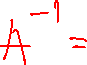 A⁻¹ =